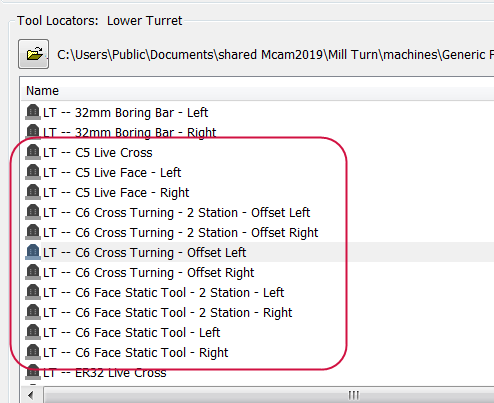 Tool Locators: Lower Turret
C:\Users\Public\Documents\shared Mcam2019\Mill Turn\machines\Generic
Name
LT -- 32mm Boring Bar - Left
LT -- 32mm Boring Bar - Right
LT -- C5 Live Cross
LT -- C5 Live Face - Left
LT -- C5 Live Face - Right
LT -- C6 Cross Turning - 2 Station - Offset Left
LT -- C6 Cross Turning - 2 Station - Offset Right
LT -- C6 Cross Turning - Offset Left
LT -- C6 Cross Turning - Offset Right
LT -- C6 Face Static Tool - 2 Station - Left
LT -- C6 Face Static Tool - 2 Station - Right
LT -- C6 Face Static Tool - Left
LT -- C6 Face Static Tool - Right
LT -- ER32 Live Cross